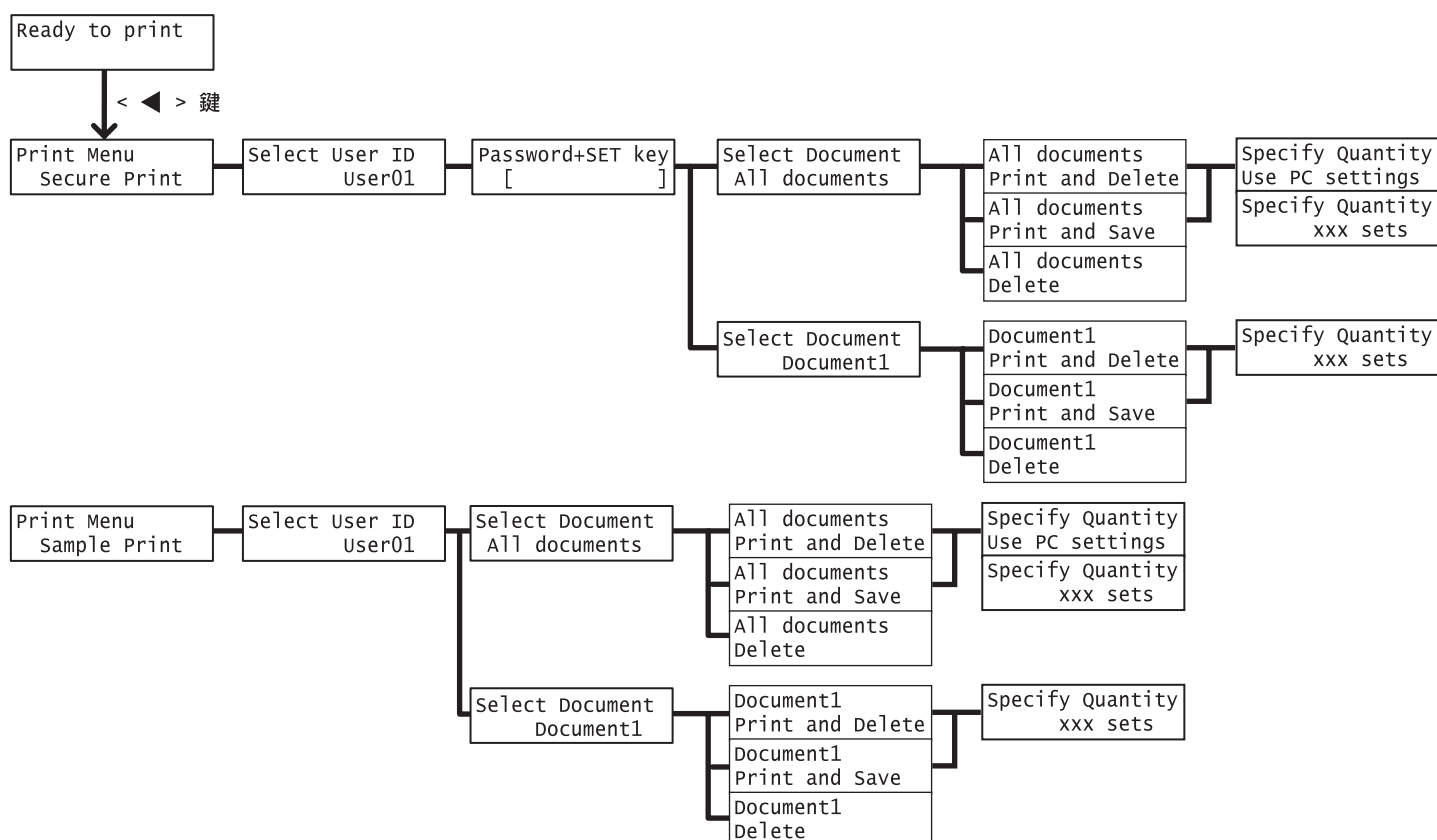 Ready to print
< ◀ > 鍵
Print Menu
Secure Print
Select User ID
User01
Password+SET key
[ ]
Select Document
All documents
All documents
Print and Delete
All documents
Print and Save
All documents
Delete
Specify Quantity
Use PC settings
Specify Quantity
xxx sets
Select Document
Document1
Document1
Print and Delete
Document1
Print and Save
Document1
Delete
Specify Quantity
xxx sets
Print Menu
Sample Print
Select User ID
User01
Select Document
All documents
All documents
Print and Delete
All documents
Print and Save
All documents
Delete
Specify Quantity
Use PC settings
Specify Quantity
xxx sets
Select Document
Document1
Document1
Print and Delete
Document1
Print and Save
Document1
Delete
Specify Quantity
xxx sets